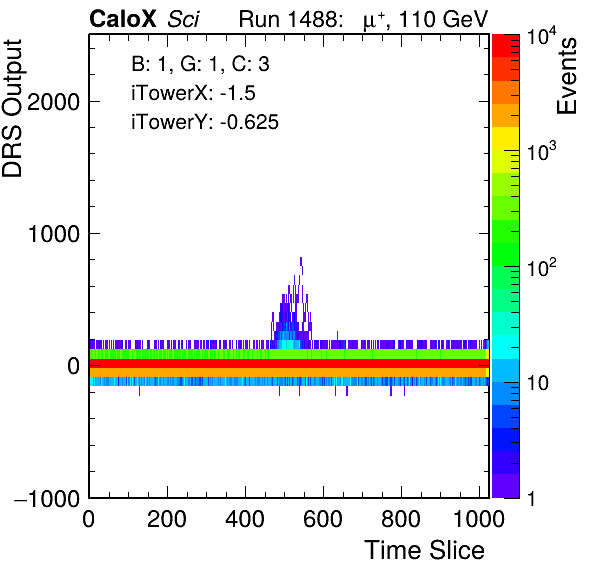 CaloX Sci Run 1488: μ⁺, 110 GeV
B: 1, G: 1, C: 3
iTowerX: -1.5
iTowerY: -0.625
DRS Output
2000
1000
0
−1000
0 200 400 600 800 1000
Time Slice
Events
10⁴
10³
10²
10
1